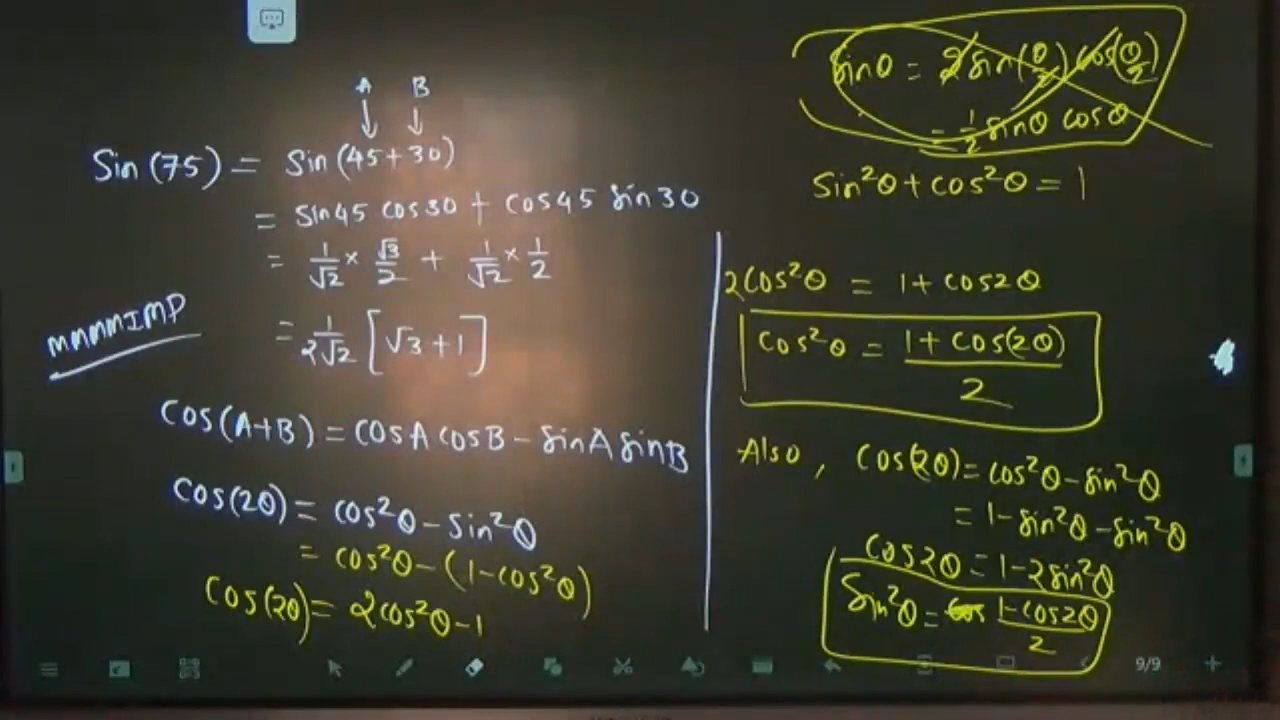 A B
↓ ↓
Sin (75) = Sin (45+30)
= Sin45 cos30 + cos45 sin30
= 1/√2 × √3/2 + 1/√2 × 1/2
= 1/2√2 [√3+1]
MMMMIMP
Cos(A+B) = cosA cosB - sinA sinB
Cos(2θ) = cos²θ - sin²θ
= cos²θ - (1-cos²θ)
Cos(2θ) = 2cos²θ - 1
Sinθ = 2 sin(θ/2) cos(θ/2)
= 1/2 sinθ cosθ
Sin²θ + cos²θ = 1
2cos²θ = 1 + cos2θ
Cos²θ = 1 + cos(2θ) / 2
Also, cos(2θ) = cos²θ - sin²θ
= 1 - sin²θ - sin²θ
Cos2θ = 1 - 2sin²θ
Sin²θ = 1 - cos2θ / 2
9/9